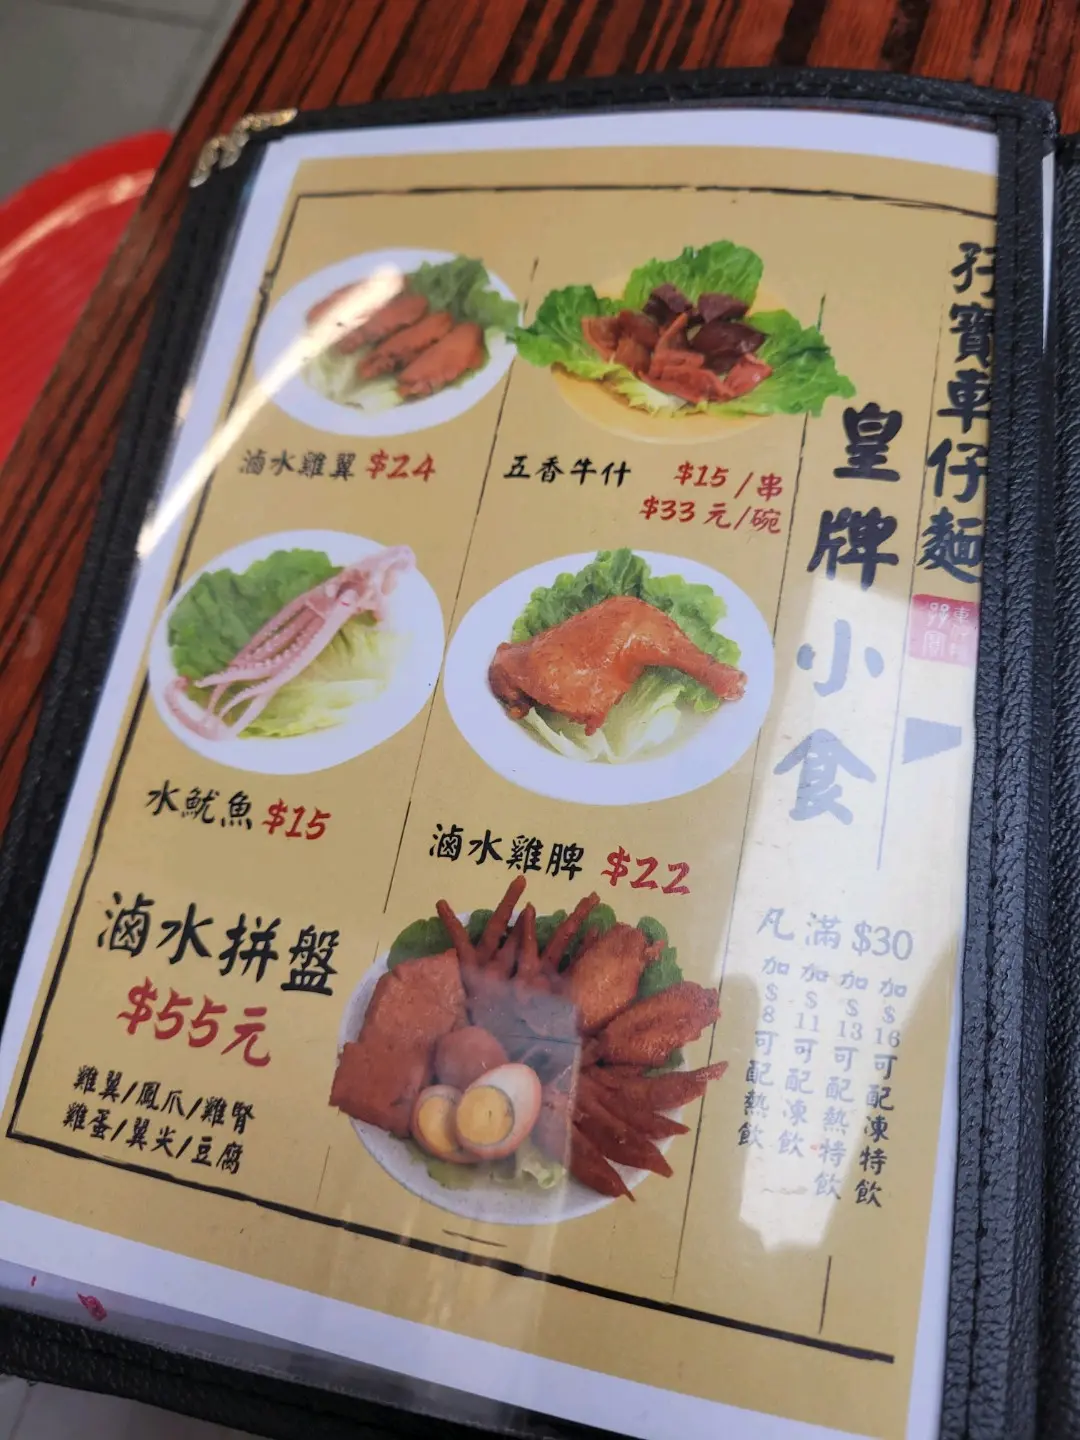 孖寶車仔麵
皇牌小食
滷水雞翼 $24
五香牛什 $15/串
$33元/碗
水魷魚 $15
滷水雞脾 $22
滷水拼盤
$55元
雞翼/鳳爪/雞腎
雞蛋/翼尖/豆腐
凡滿$30
加$8可配熱飲
加$11可配凍飲
加$13可配熱特飲
加$16可配凍特飲